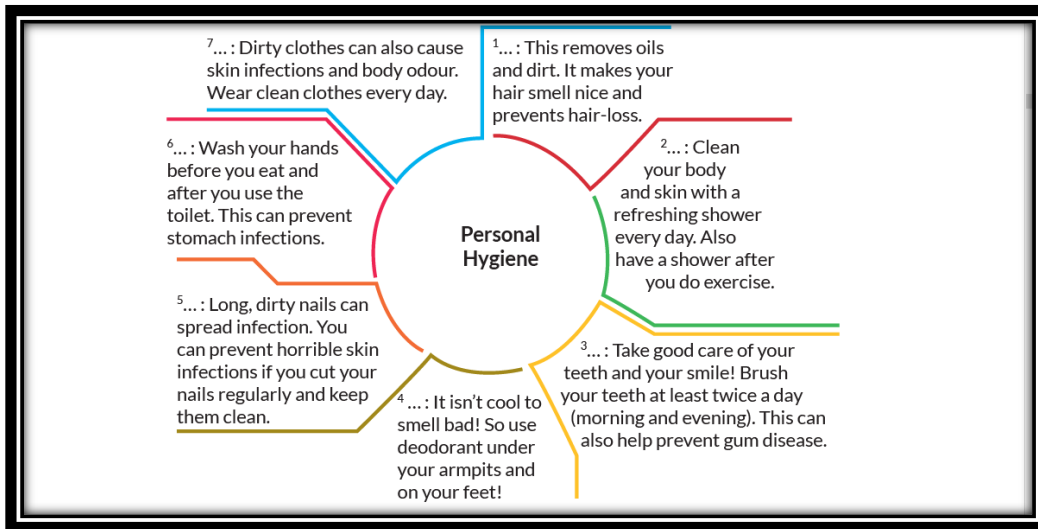 Personal
Hygiene
1...: This removes oils
and dirt. It makes your
hair smell nice and
prevents hair-loss.
2...: Clean
your body
and skin with a
refreshing shower
every day. Also
have a shower after
you do exercise.
3...: Take good care of your
teeth and your smile! Brush
your teeth at least twice a day
(morning and evening). This can
also help prevent gum disease.
4 ...: It isn’t cool to
smell bad! So use
deodorant under
your armpits and
on your feet!
5...: Long, dirty nails can
spread infection. You
can prevent horrible skin
infections if you cut your
nails regularly and keep
them clean.
6...: Wash your hands
before you eat and
after you use the
toilet. This can prevent
stomach infections.
7...: Dirty clothes can also cause
skin infections and body odour.
Wear clean clothes every day.